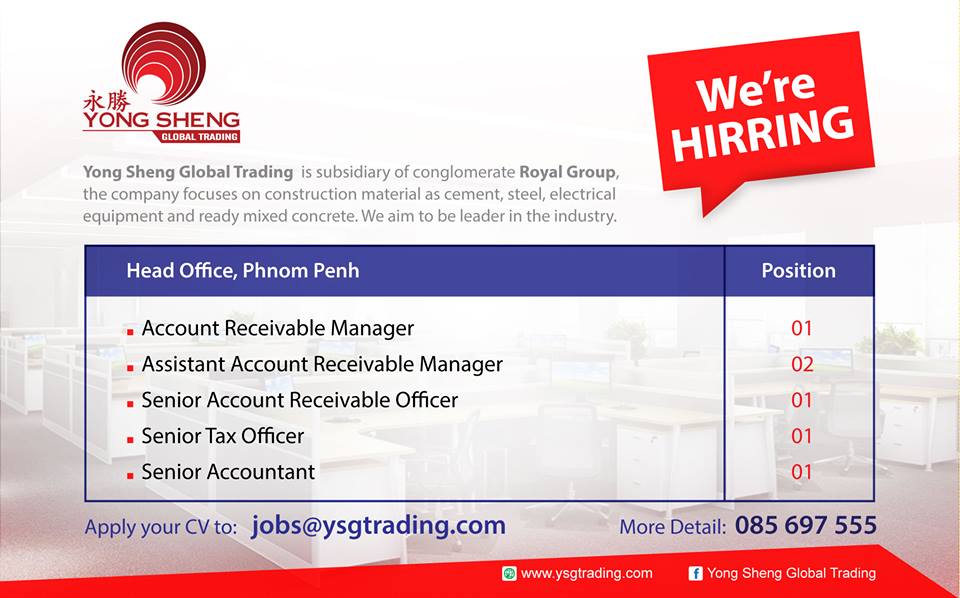 永勝
YONG SHENG
GLOBAL TRADING
We're
HIRRING
Yong Sheng Global Trading is subsidiary of conglomerate Royal Group,
the company focuses on construction material as cement, steel, electrical
equipment and ready mixed concrete. We aim to be leader in the industry.
Head Office, Phnom Penh Position
Account Receivable Manager 01
Assistant Account Receivable Manager 02
Senior Account Receivable Officer 01
Senior Tax Officer 01
Senior Accountant 01
Apply your CV to: jobs@ysgtrading.com More Detail: 085 697 555
www.ysgtrading.com Yong Sheng Global Trading